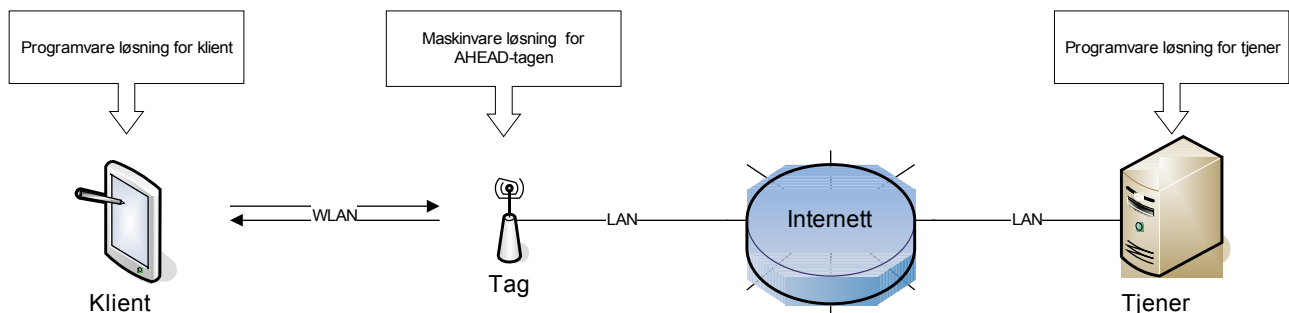 Programvare løsning for klient
Maskinvare løsning for
AHEAD-tagen
Programvare løsning for tjener
WLAN
LAN
Internett
LAN
Klient
Tag
Tjener